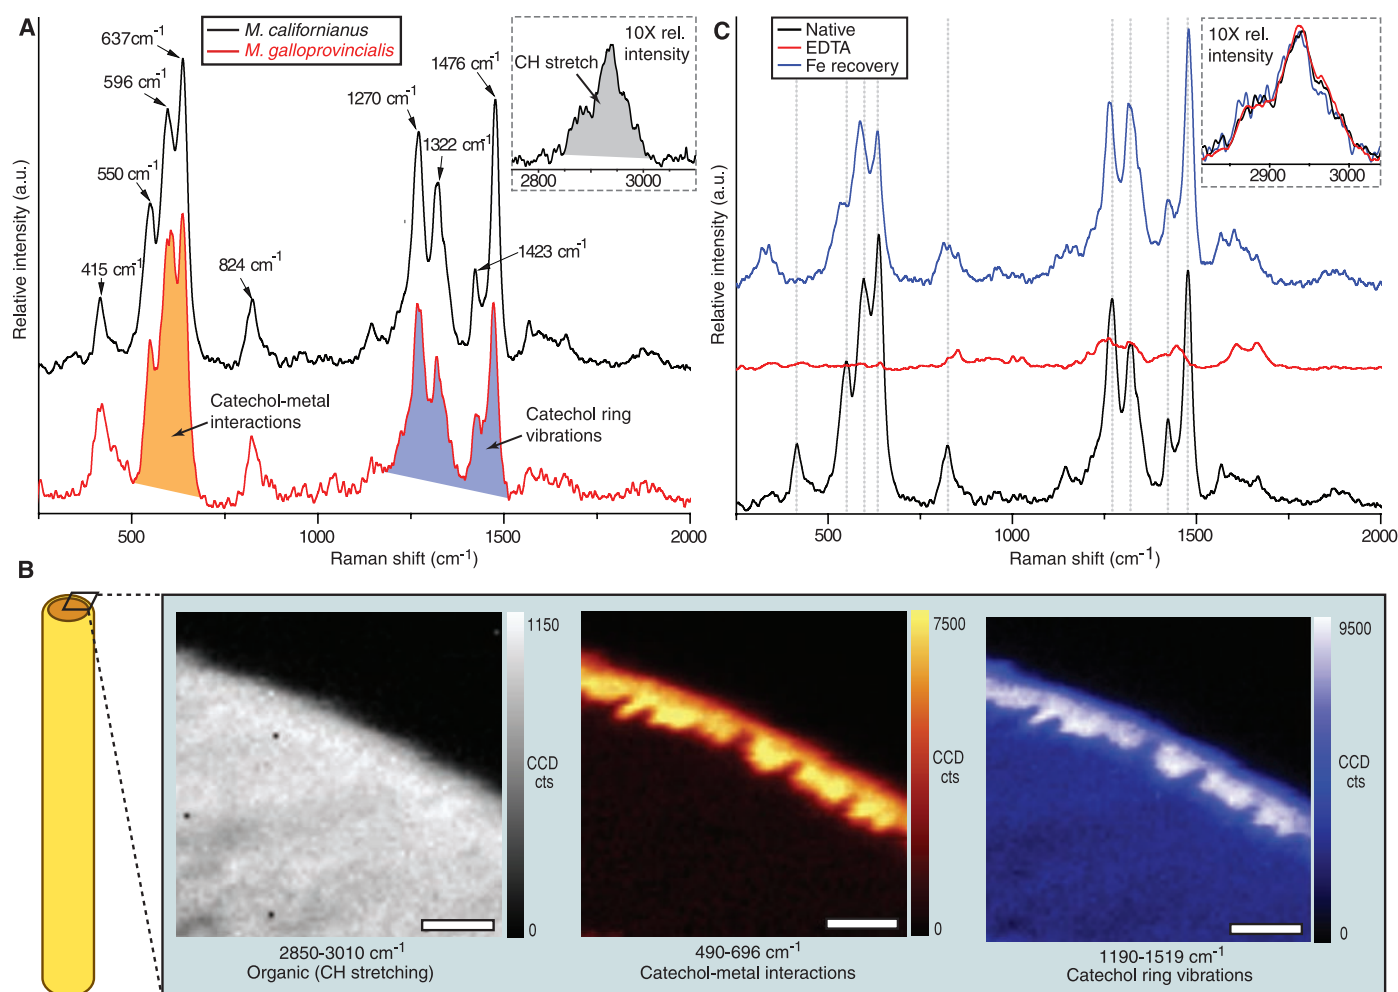 A
M. californianus
M. galloprovincialis
10X rel.
intensity
CH stretch
2800
3000
637cm-1
596 cm-1
550 cm-1
415 cm-1
824 cm-1
1270 cm-1
1322 cm-1
1476 cm-1
1423 cm-1
Catechol-metal
interactions
Catechol ring
vibrations
Relative intensity (a.u.)
500
1000
1500
2000
Raman shift (cm-1)
C
Native
EDTA
Fe recovery
10X rel.
intensity
2900
3000
Relative intensity (a.u.)
500
1000
1500
2000
Raman shift (cm-1)
B
1150
CCD
cts
0
2850-3010 cm-1
Organic (CH stretching)
7500
CCD
cts
0
490-696 cm-1
Catechol-metal interactions
9500
CCD
cts
0
1190-1519 cm-1
Catechol ring vibrations